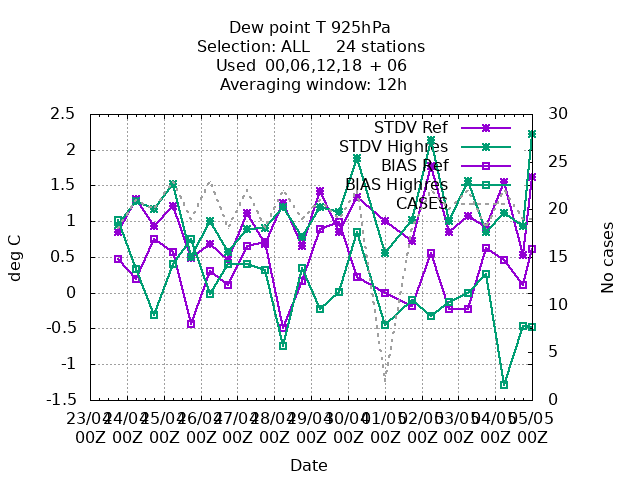 Dew point T 925hPa
Selection: ALL 24 stations
Used 00,06,12,18 + 06
Averaging window: 12h
2.5
2
1.5
1
0.5
0
-0.5
-1
-1.5
deg C
30
25
20
15
10
5
0
No cases
STDV Ref
STDV Highres
BIAS Ref
BIAS Highres
CASES
23/04 24/04 25/04 26/04 27/04 28/04 29/04 30/04 01/05 02/05 03/05 04/05 05/05
00Z 00Z 00Z 00Z 00Z 00Z 00Z 00Z 00Z 00Z 00Z 00Z 00Z
Date